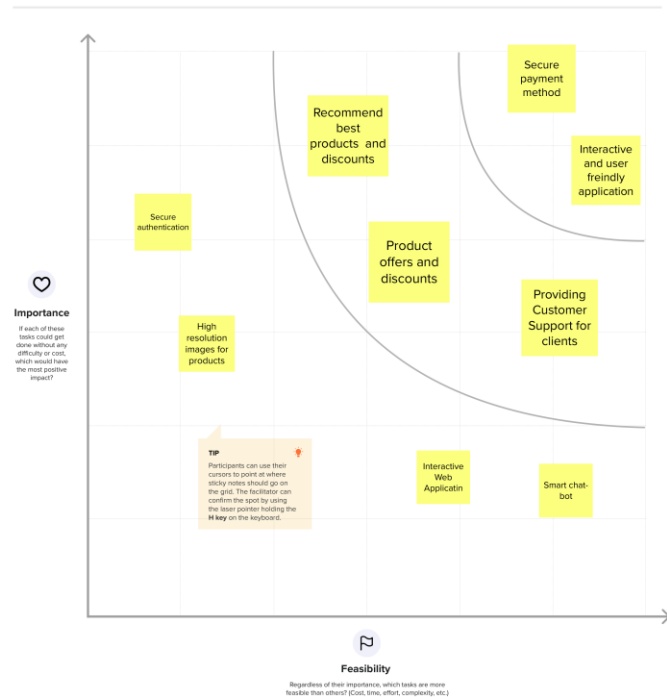 Secure
payment
method
Recommend
best
products and
discounts
Interactive
and user
freindly
application
Secure
authentication
Product
offers and
discounts
Importance
If each of these
tasks could get
done without any
difficulty or cost,
which would have
the most positive
impact?
Providing
Customer
Support for
clients
High
resolution
images for
products
TIP
Participants can use their
cursors to point at where
sticky notes should go on
the grid. The facilitator can
confirm the spot by using
the laser pointer holding the
H key on the keyboard.
Interactive
Web
Applicatin
Smart chat-
bot
Feasibility
Regardless of their importance, which tasks are more
feasible than others? (Cost, time, effort, complexity, etc.)